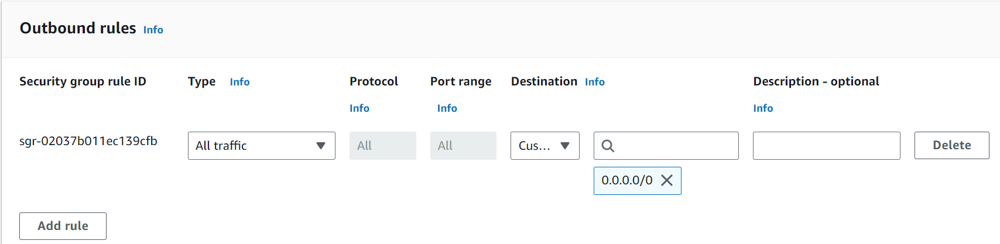 Outbound rules Info
Security group rule ID Type Info Protocol Info Port range Info Destination Info Description - optional Info
sgr-02037b011ec139cfb All traffic All All Cus... Delete
0.0.0.0/0
Add rule